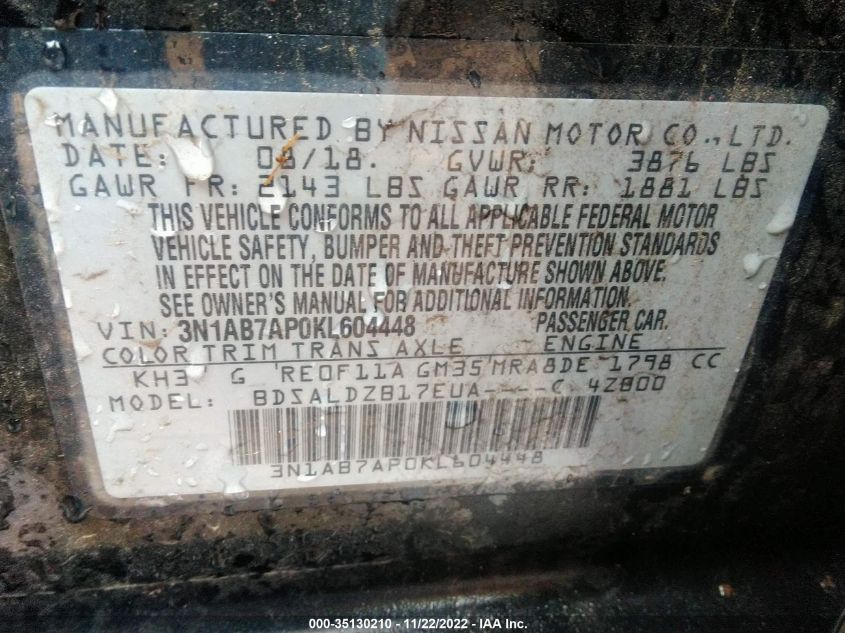 MANUFACTURED BY NISSAN MOTOR CO., LTD.
DATE: 08/18. GVWR: 3876 LBS
GAWR FR: 2143 LBS GAWR RR: 1881 LBS
THIS VEHICLE CONFORMS TO ALL APPLICABLE FEDERAL MOTOR
VEHICLE SAFETY, BUMPER AND THEFT PREVENTION STANDARDS
IN EFFECT ON THE DATE OF MANUFACTURE SHOWN ABOVE.
SEE OWNER'S MANUAL FOR ADDITIONAL INFORMATION.
VIN: 3N1AB7AP0KL604448 PASSENGER CAR.
COLOR TRIM TRANS AXLE ENGINE
KH3 G RE0F11A GM35 MRA8DE 1798 CC
MODEL: BDSALDZB17EUA----C 4Z800
3N1AB7AP0KL604448
000-35130210 - 11/22/2022 - IAA Inc.